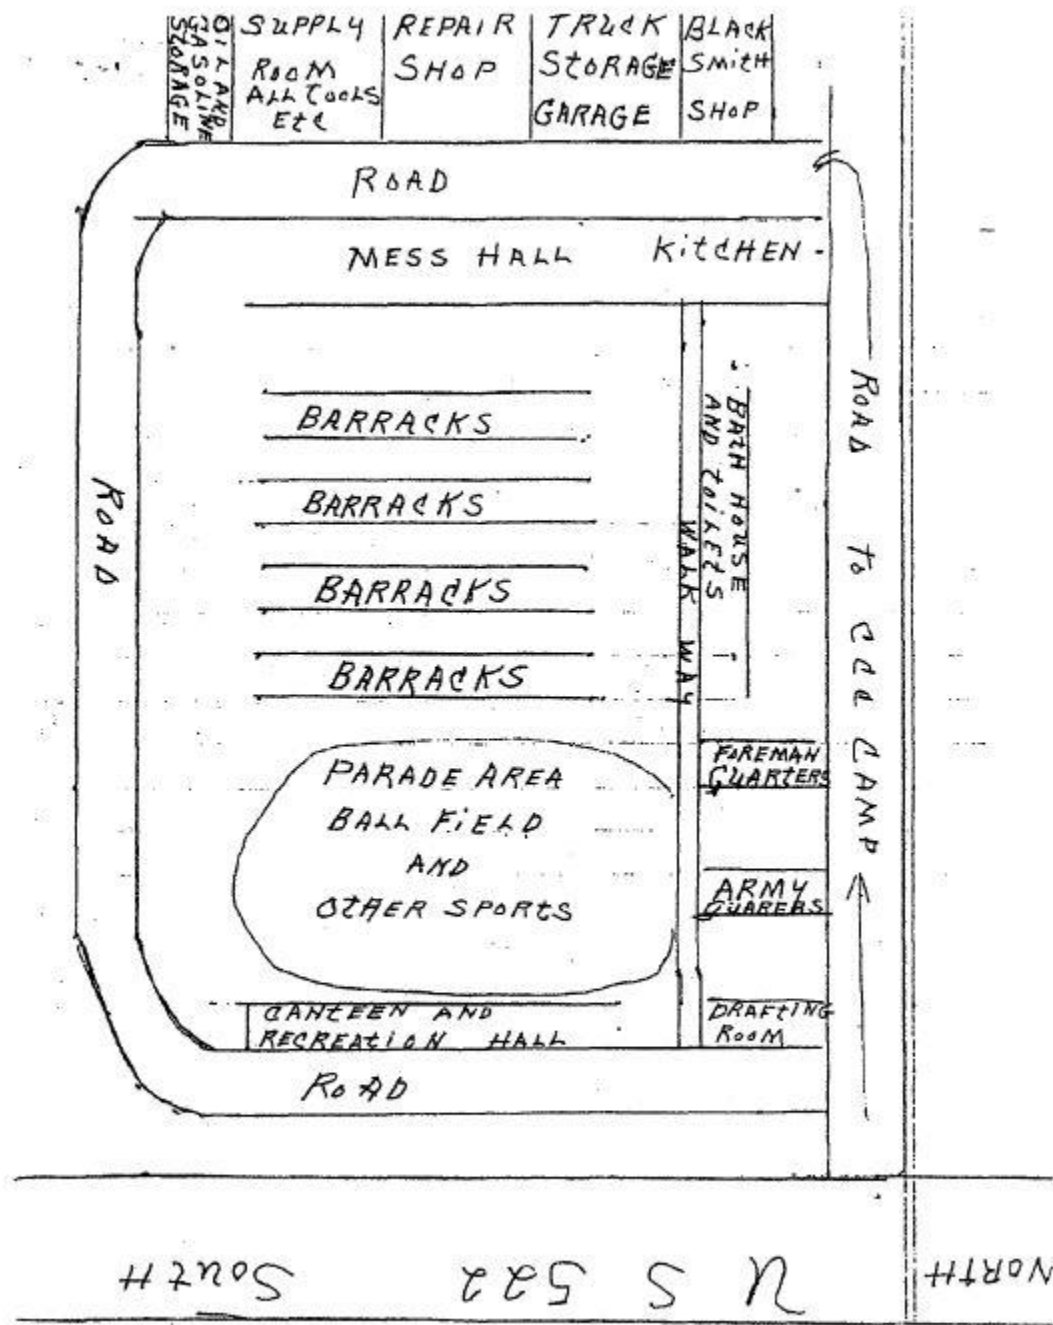 OIL AND
GASOLINE
STORAGE
SUPPLY
ROOM
ALL TOOLS
ETC
REPAIR
SHOP
TRUCK
STORAGE
GARAGE
BLACK
SMITH
SHOP
ROAD
MESS HALL KITCHEN
BARRACKS
BARRACKS
BARRACKS
BARRACKS
ROAD
WALK WAY
BATH HOUSE
AND TOILETS
ROAD TO CCC CAMP
PARADE AREA
BALL FIELD
AND
OTHER SPORTS
FOREMAN
QUARTERS
ARMY
QUARERS
CANTEEN AND
RECREATION HALL
DRAFTING
ROOM
ROAD
NORTH U S 522 SOUTH